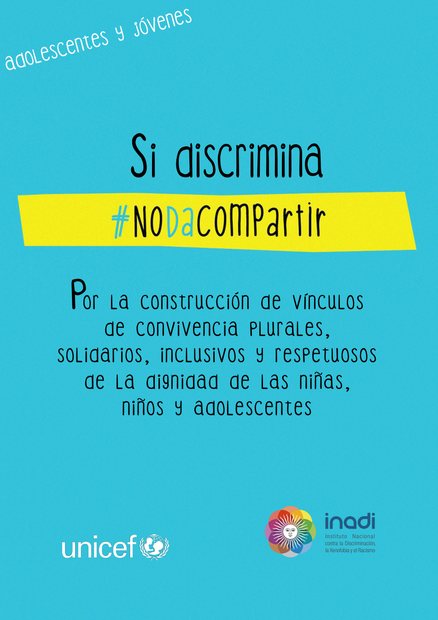 adolescentes y jóvenes
Si discrimina
#NODaCOMPartir
Por la construcción de vínculos
de convivencia plurales,
solidarios, inclusivos y respetuosos
de la dignidad de las niñas,
niños y adolescentes
unicef
inadi
Instituto Nacional
contra la Discriminación,
la Xenofobia y el Racismo